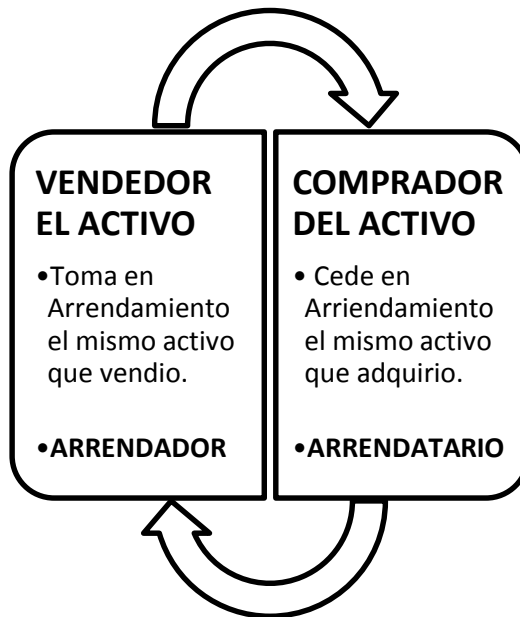 VENDEDOR
EL ACTIVO
•Toma en
Arrendamiento
el mismo activo
que vendio.
•ARRENDADOR
COMPRADOR
DEL ACTIVO
• Cede en
Arriendamiento
el mismo activo
que adquirio.
•ARRENDATARIO